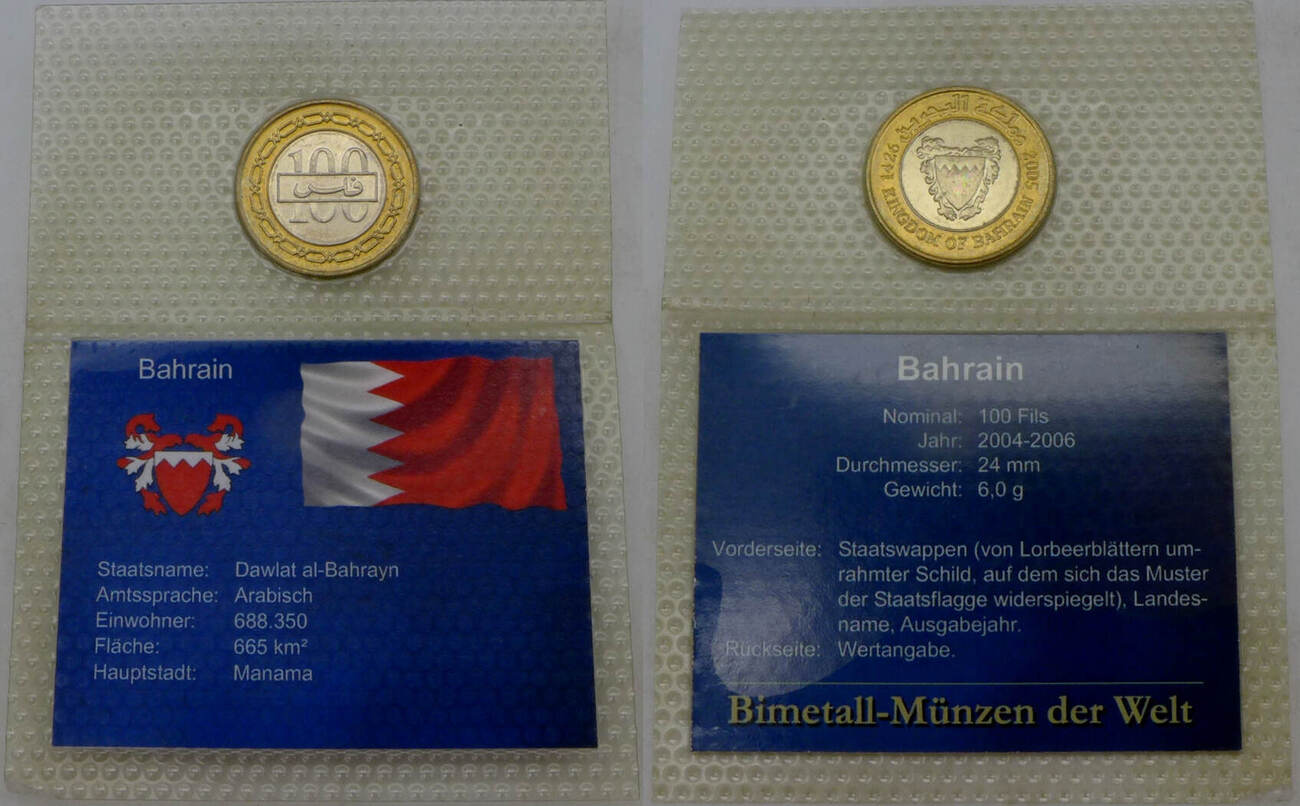 100
فلس
100
Bahrain
Staatsname: Dawlat al-Bahrayn
Amtssprache: Arabisch
Einwohner: 688.350
Fläche: 665 km²
Hauptstadt: Manama
مملكة البحرين
1426 2005
KINGDOM OF BAHRAIN
Bahrain
Nominal: 100 Fils
Jahr: 2004-2006
Durchmesser: 24 mm
Gewicht: 6,0 g
Vorderseite: Staatswappen (von Lorbeerblättern um-
rahmter Schild, auf dem sich das Muster
der Staatsflagge widerspiegelt), Landes-
name, Ausgabejahr.
Rückseite: Wertangabe.
Bimetall-Münzen der Welt